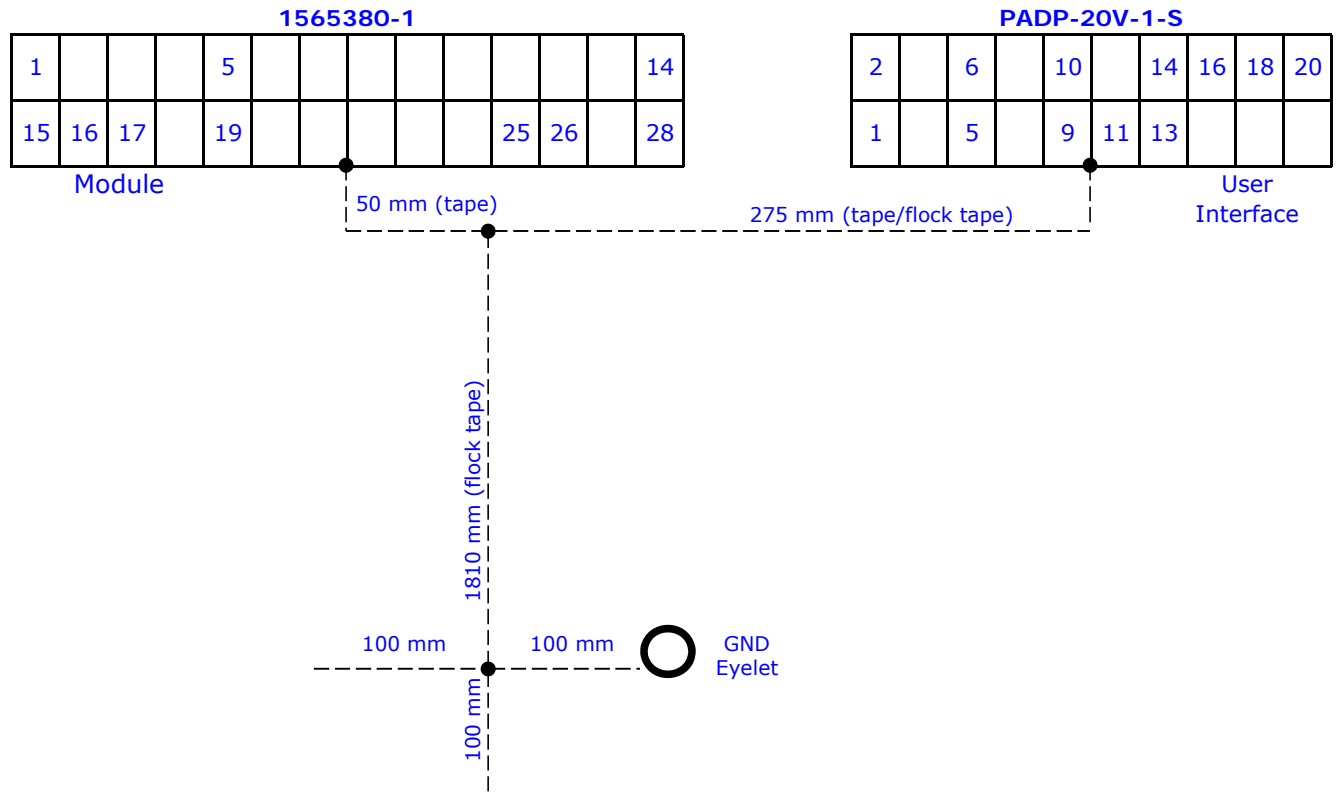 1565380-1
PADP-20V-1-S
1 5 14
2 6 10 14 16 18 20
15 16 17 19 25 26 28
1 5 9 11 13
Module
User
Interface
50 mm (tape)
275 mm (tape/flock tape)
1810 mm (flock tape)
100 mm
100 mm
GND
Eyelet
100 mm